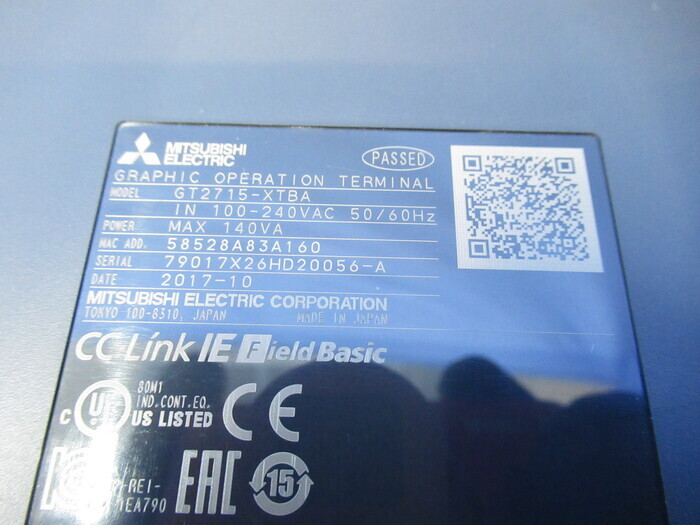 MITSUBISHI
ELECTRIC
PASSED
GRAPHIC OPERATION TERMINAL
MODEL GT2715-XTBA
IN 100-240VAC 50/60Hz
POWER MAX 140VA
MAC ADD. 58528A83A160
SERIAL 79017X26HD20056-A
DATE 2017-10
MITSUBISHI ELECTRIC CORPORATION
TOKYO 100-8310, JAPAN MADE IN JAPAN
CC-Link IE Field Basic
80M1
IND.CONT.EQ.
C UL US LISTED CE
-REI-
EAC 15